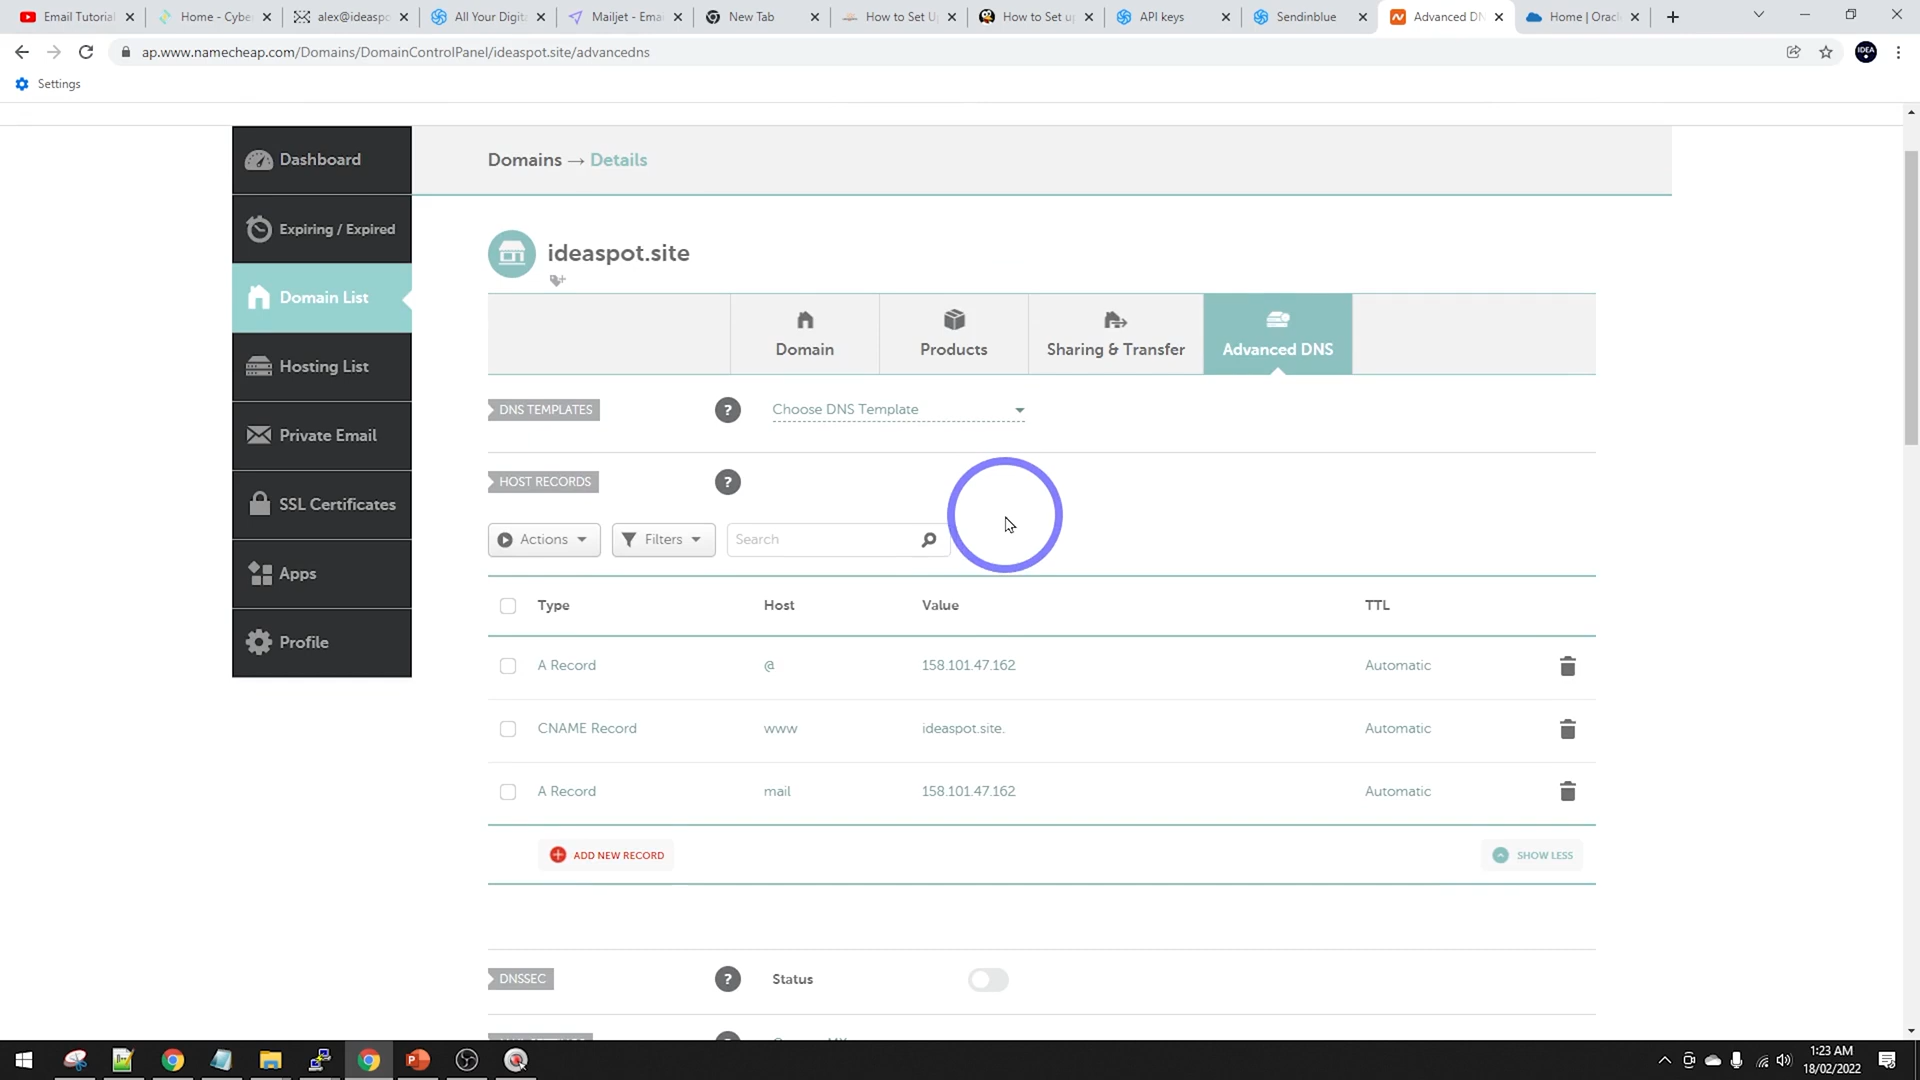 Email Tutorial
Home - Cybe
alex@ideaspo
All Your Digit
Mailjet - Emai
New Tab
How to Set U
How to Set up
API keys
Sendinblue
Advanced DN
Home | Oracl
ap.www.namecheap.com/Domains/DomainControlPanel/ideaspot.site/advancedns
IDEA
Settings
Dashboard
Expiring / Expired
Domain List
Hosting List
Private Email
SSL Certificates
Apps
Profile
Domains → Details
ideaspot.site
Domain
Products
Sharing & Transfer
Advanced DNS
DNS TEMPLATES
?
Choose DNS Template
HOST RECORDS
?
Actions
Filters
Search
Type Host Value TTL
A Record @ 158.101.47.162 Automatic
CNAME Record www ideaspot.site. Automatic
A Record mail 158.101.47.162 Automatic
ADD NEW RECORD
SHOW LESS
DNSSEC
?
Status
1:23 AM
18/02/2022